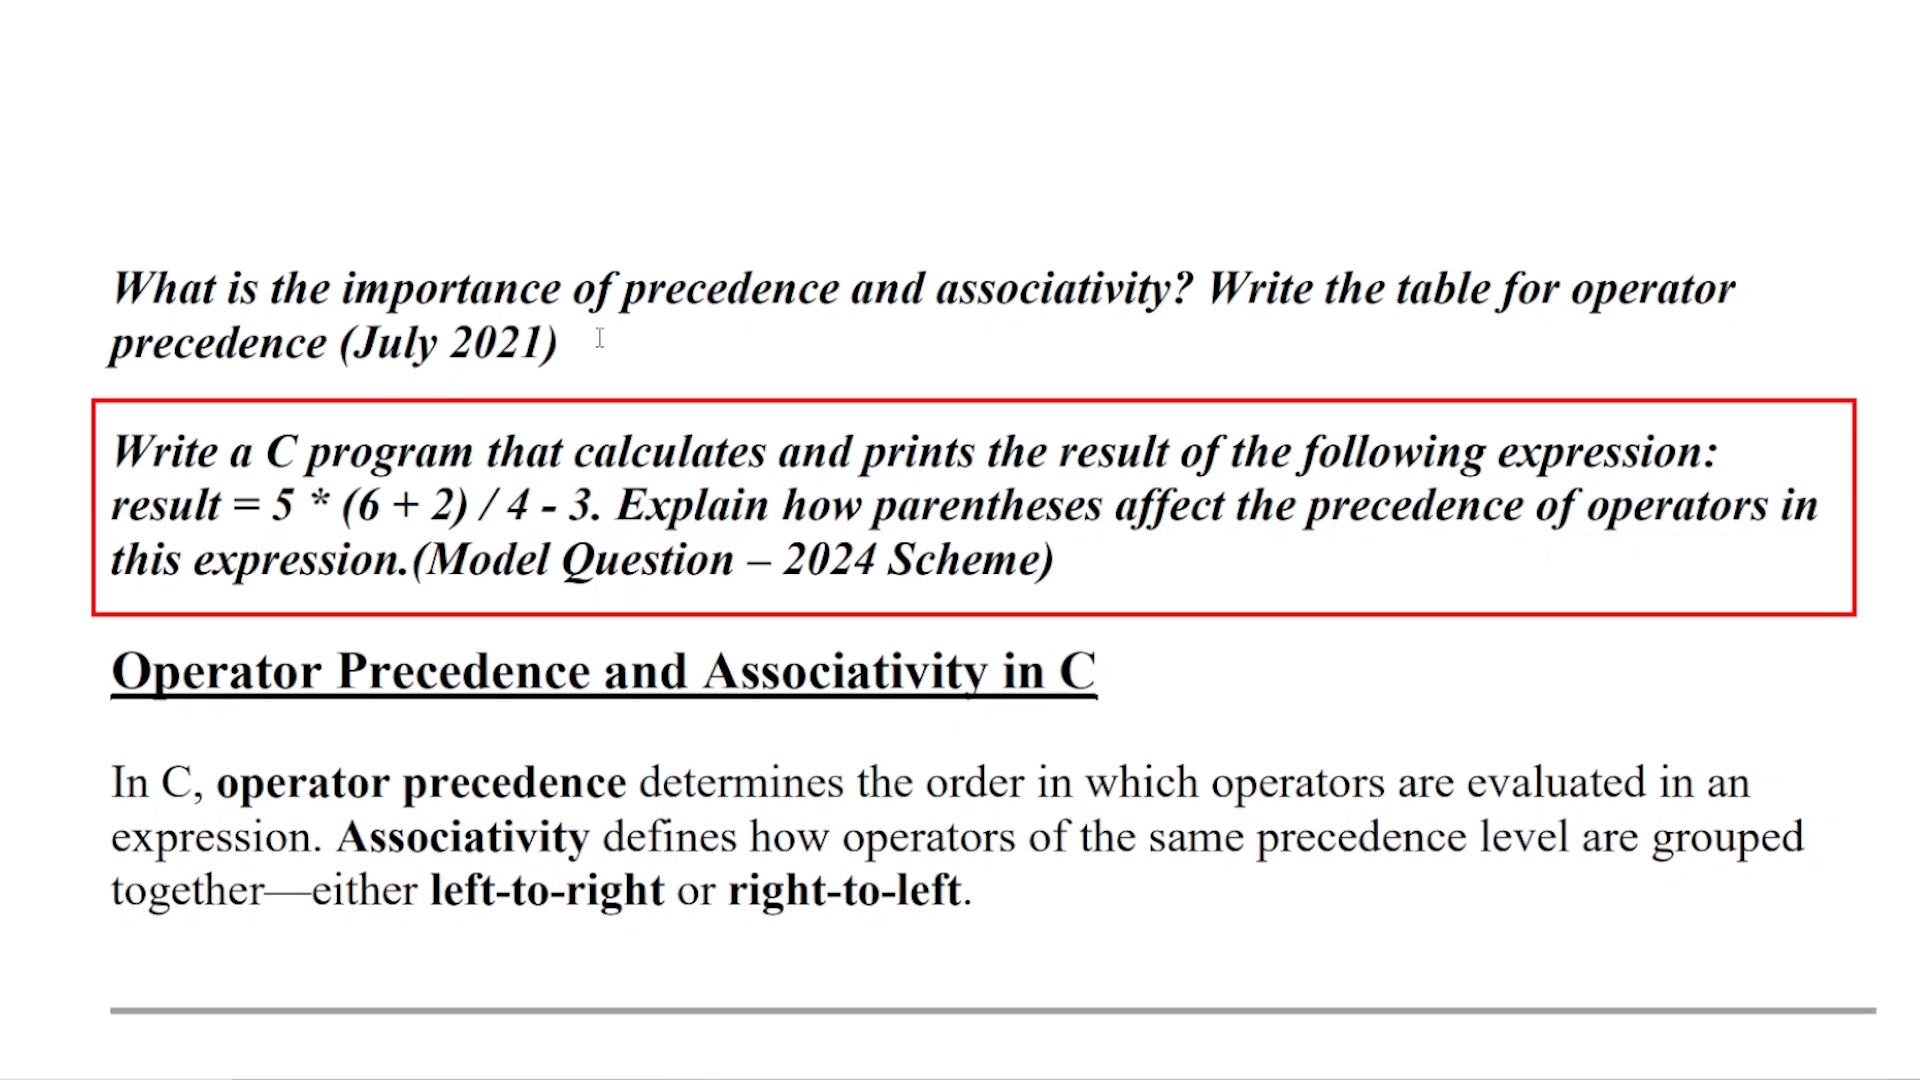 What is the importance of precedence and associativity? Write the table for operator
precedence (July 2021)
Write a C program that calculates and prints the result of the following expression:
result = 5 * (6 + 2) / 4 - 3. Explain how parentheses affect the precedence of operators in
this expression.(Model Question – 2024 Scheme)
Operator Precedence and Associativity in C
In C, operator precedence determines the order in which operators are evaluated in an
expression. Associativity defines how operators of the same precedence level are grouped
together—either left-to-right or right-to-left.